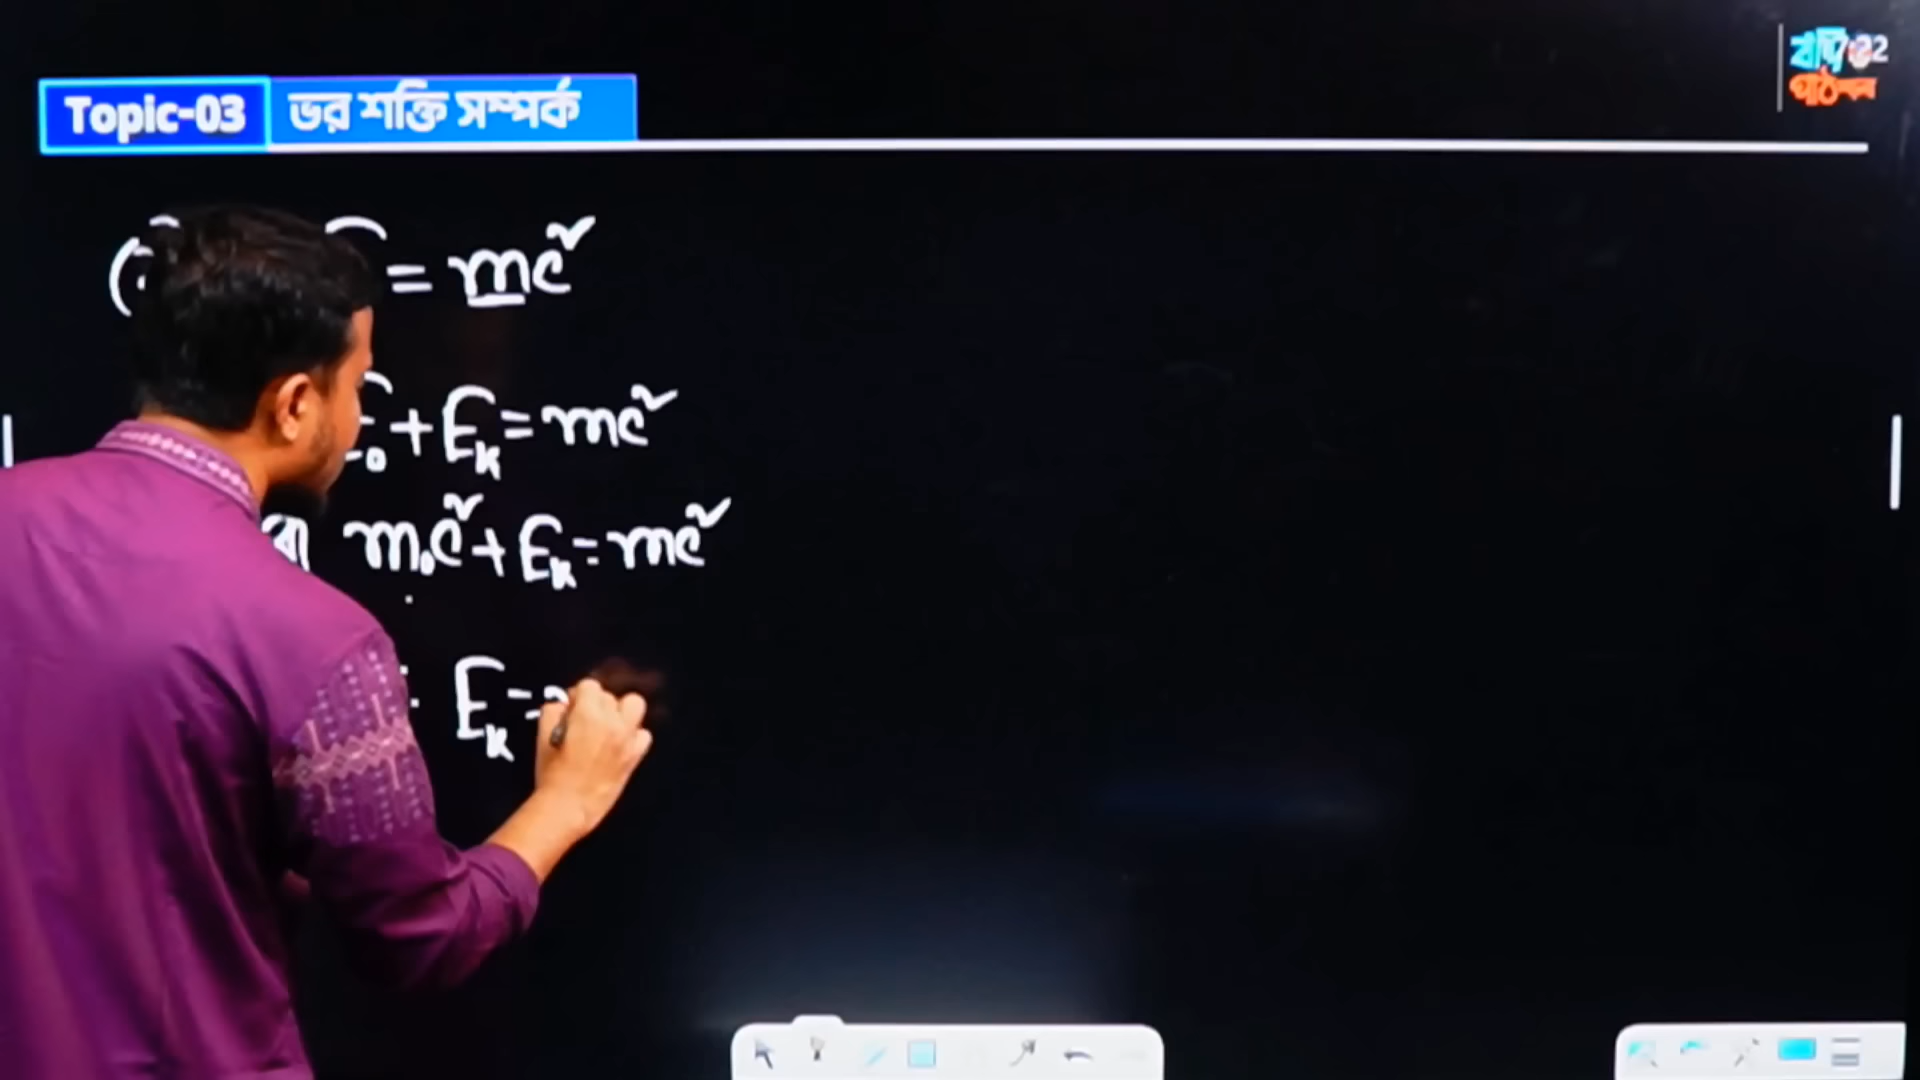 Topic-03 ভর শক্তি সম্পর্ক
= mc²
+ Eₖ = mc²
বা m₀c² + Eₖ = mc²
Eₖ =